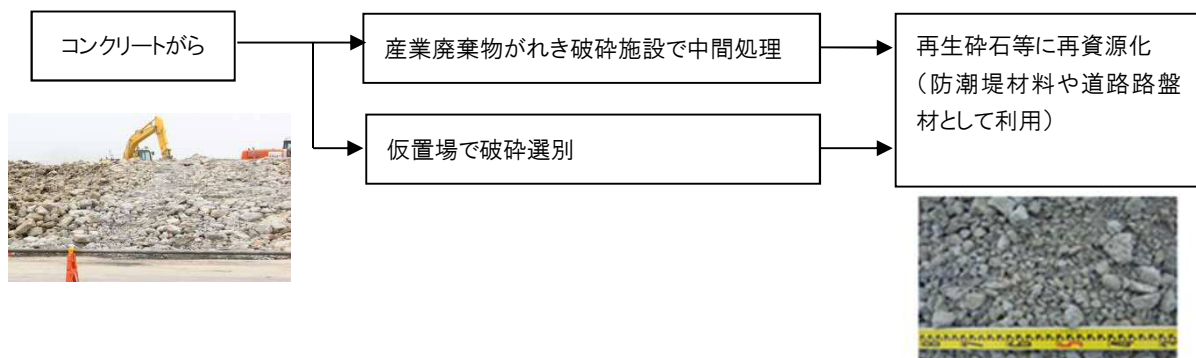 コンクリートがら
産業廃棄物がれき破砕施設で中間処理
仮置場で破砕選別
再生砕石等に再資源化
（防潮堤材料や道路路盤
材として利用）